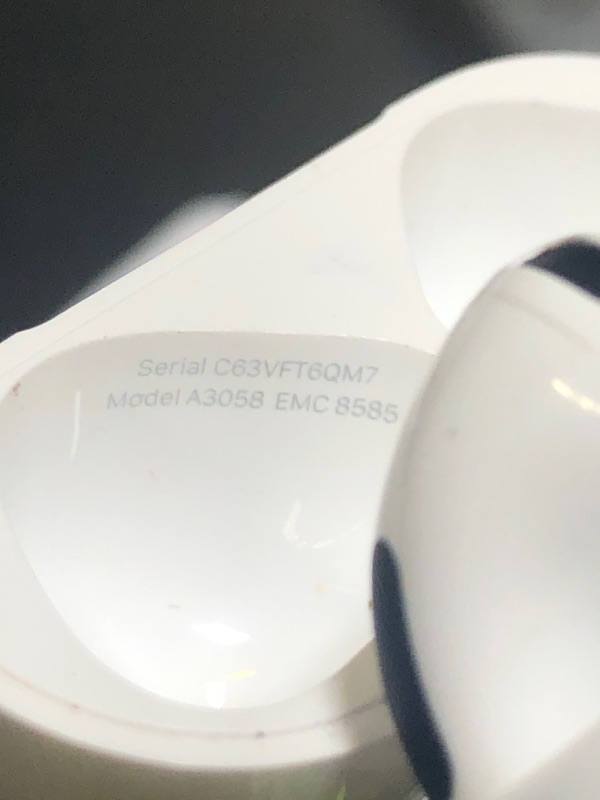 Serial C63VFT6QM7
Model A3058 EMC 8585